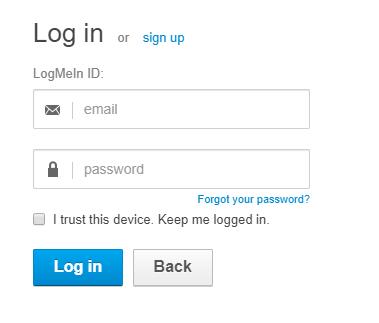 Log in or sign up
LogMeIn ID:
email
password
Forgot your password?
I trust this device. Keep me logged in.
Log in Back